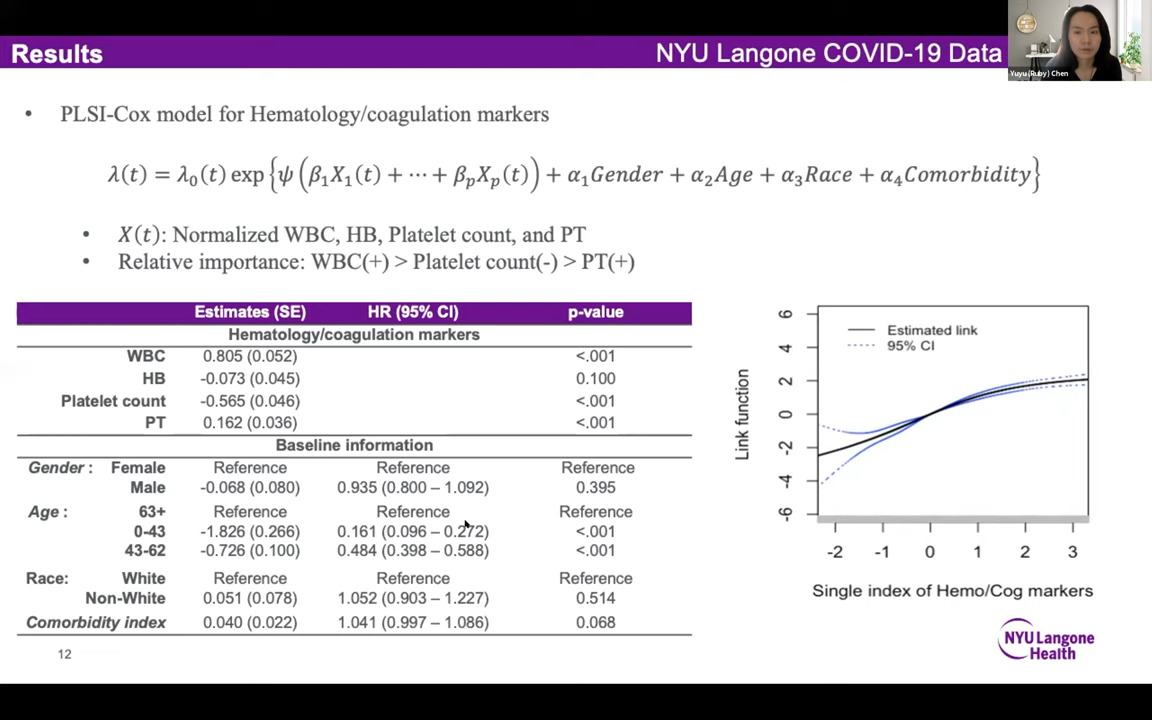 Results
NYU Langone COVID-19 Data
Yuyu (Ruby) Chen
• PLSI-Cox model for Hematology/coagulation markers
λ(t) = λ₀(t) exp{ψ(β₁X₁(t) + ⋯ + βₚXₚ(t)) + α₁Gender + α₂Age + α₃Race + α₄Comorbidity}
• X(t): Normalized WBC, HB, Platelet count, and PT
• Relative importance: WBC(+) > Platelet count(-) > PT(+)
Estimates (SE) HR (95% CI) p-value
Hematology/coagulation markers
WBC 0.805 (0.052) <.001
HB -0.073 (0.045) 0.100
Platelet count -0.565 (0.046) <.001
PT 0.162 (0.036) <.001
Baseline information
Gender : Female Reference Reference Reference
Male -0.068 (0.080) 0.935 (0.800 – 1.092) 0.395
Age : 63+ Reference Reference Reference
0-43 -1.826 (0.266) 0.161 (0.096 – 0.272) <.001
43-62 -0.726 (0.100) 0.484 (0.398 – 0.588) <.001
Race: White Reference Reference Reference
Non-White 0.051 (0.078) 1.052 (0.903 – 1.227) 0.514
Comorbidity index 0.040 (0.022) 1.041 (0.997 – 1.086) 0.068
Estimated link
95% CI
Link function
6
4
2
0
-2
-4
-6
-2 -1 0 1 2 3
Single index of Hemo/Cog markers
12
NYU Langone
Health